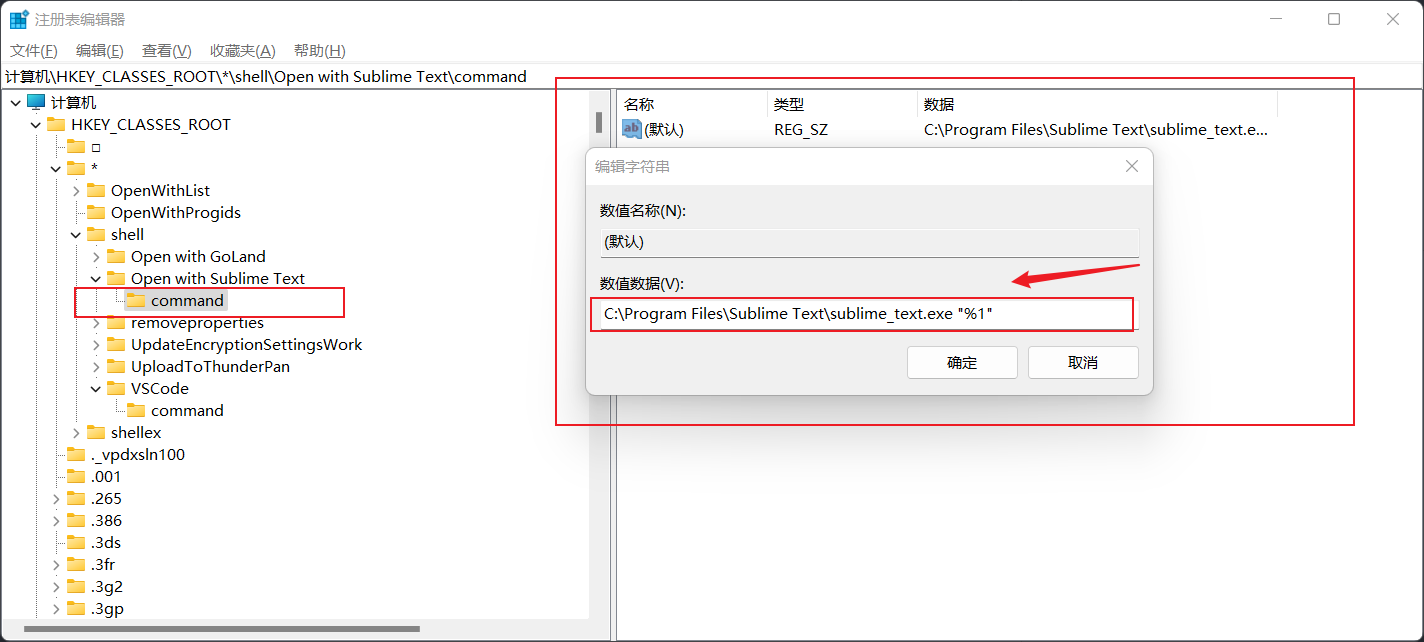 注册表编辑器
文件(F) 编辑(E) 查看(V) 收藏夹(A) 帮助(H)
计算机\HKEY_CLASSES_ROOT\*\shell\Open with Sublime Text\command
计算机
HKEY_CLASSES_ROOT
*
OpenWithList
OpenWithProgids
shell
Open with GoLand
Open with Sublime Text
command
removeproperties
UpdateEncryptionSettingsWork
UploadToThunderPan
VSCode
command
shellex
._vpdxsln100
.001
.265
.386
.3ds
.3fr
.3g2
.3gp
名称 类型 数据
ab (默认) REG_SZ C:\Program Files\Sublime Text\sublime_text.e...
编辑字符串
数值名称(N):
(默认)
数值数据(V):
C:\Program Files\Sublime Text\sublime_text.exe "%1"
确定 取消